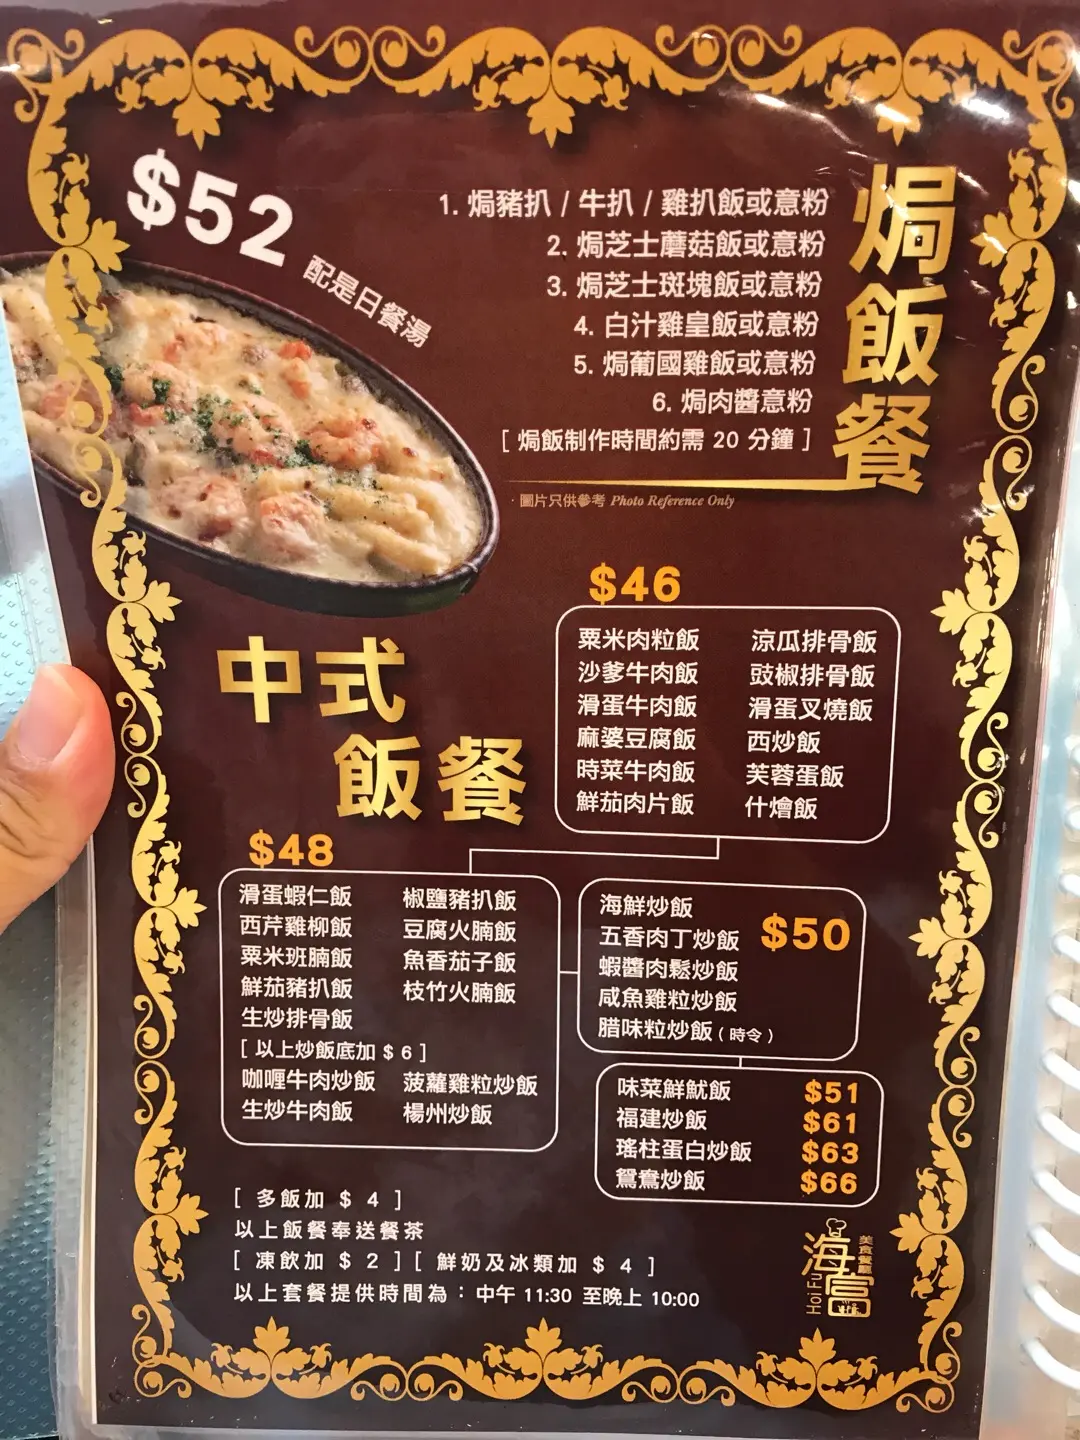 $52
配是日餐湯
焗飯餐
1. 焗豬扒 / 牛扒 / 雞扒飯或意粉
2. 焗芝士蘑菇飯或意粉
3. 焗芝士斑塊飯或意粉
4. 白汁雞皇飯或意粉
5. 焗葡國雞飯或意粉
6. 焗肉醬意粉
[ 焗飯制作時間約需 20 分鐘 ]
· 圖片只供參考 Photo Reference Only
中式
飯餐
$46
粟米肉粒飯 涼瓜排骨飯
沙爹牛肉飯 豉椒排骨飯
滑蛋牛肉飯 滑蛋叉燒飯
麻婆豆腐飯 西炒飯
時菜牛肉飯 芙蓉蛋飯
鮮茄肉片飯 什燴飯
$48
滑蛋蝦仁飯 椒鹽豬扒飯
西芹雞柳飯 豆腐火腩飯
粟米班腩飯 魚香茄子飯
鮮茄豬扒飯 枝竹火腩飯
生炒排骨飯
[ 以上炒飯底加 $ 6 ]
咖喱牛肉炒飯 菠蘿雞粒炒飯
生炒牛肉飯 楊州炒飯
$50
海鮮炒飯
五香肉丁炒飯
蝦醬肉鬆炒飯
咸魚雞粒炒飯
腊味粒炒飯 ( 時令 )
味菜鮮魷飯 $51
福建炒飯 $61
瑤柱蛋白炒飯 $63
鴛鴦炒飯 $66
[ 多飯加 $ 4 ]
以上飯餐奉送餐茶
[ 凍飲加 $ 2 ] [ 鮮奶及冰類加 $ 4 ]
以上套餐提供時間為：中午 11:30 至晚上 10:00
海富
美食餐廳
Hoi Fu